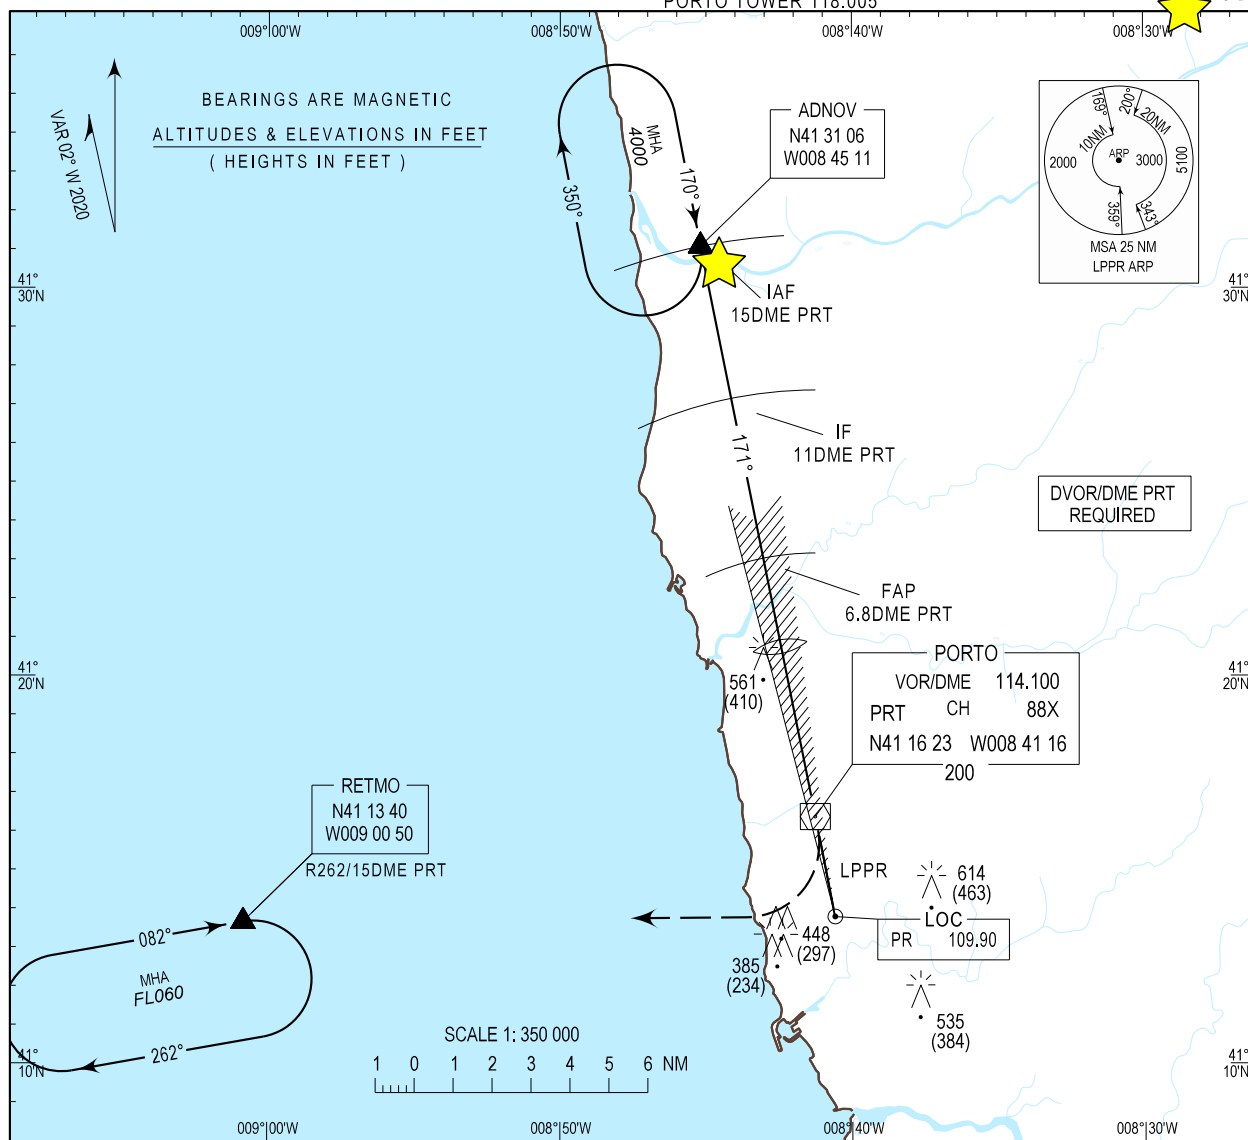 PORTO TOWER 118.005
009° 00'W
008° 50'W
008° 40'W
008° 30'W
BEARINGS ARE MAGNETIC
ALTITUDES & ELEVATIONS IN FEET
( HEIGHTS IN FEET )
VAR 02° W 2020
MHA
4000
350°
170°
ADNOV
N41 31 06
W008 45 11
169°
200°
20NM
10NM
ARP
2000
3000
5100
359°
343°
MSA 25 NM
LPPR ARP
41°
30'N
41°
30'N
IAF
15DME PRT
IF
11DME PRT
171°
DVOR/DME PRT
REQUIRED
FAP
6.8DME PRT
41°
20'N
41°
20'N
561
(410)
PORTO
VOR/DME 114.100
PRT CH 88X
N41 16 23 W008 41 16
200
RETMO
N41 13 40
W009 00 50
R262/15DME PRT
LPPR
614
(463)
LOC
PR 109.90
448
(297)
385
(234)
082°
MHA
FL060
262°
535
(384)
SCALE 1: 350 000
1 0 1 2 3 4 5 6 NM
41°
10'N
41°
10'N
009° 00'W
008° 50'W
008° 40'W
008° 30'W